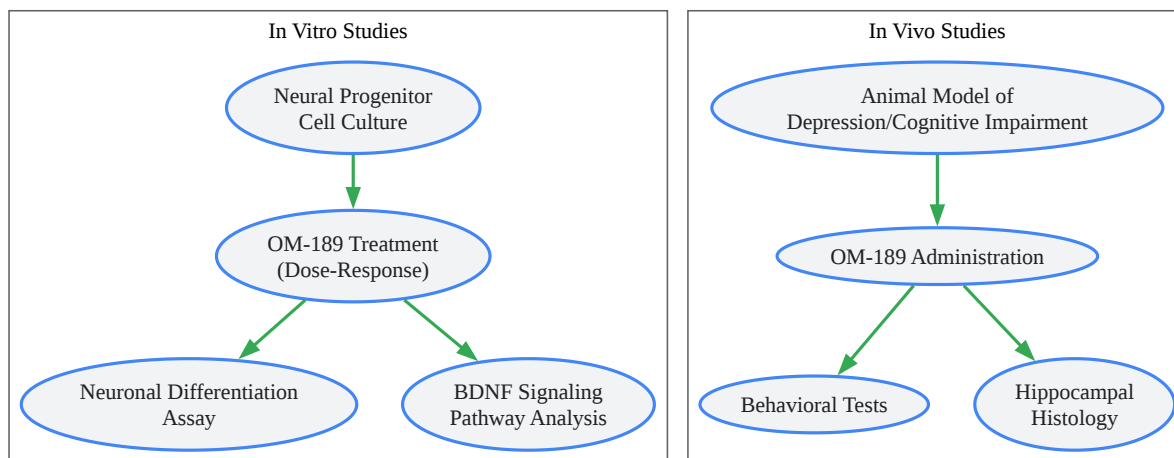 In Vitro Studies
Neural Progenitor
Cell Culture
OM-189 Treatment
(Dose-Response)
Neuronal Differentiation
Assay
BDNF Signaling
Pathway Analysis
In Vivo Studies
Animal Model of
Depression/Cognitive Impairment
OM-189 Administration
Behavioral Tests
Hippocampal
Histology